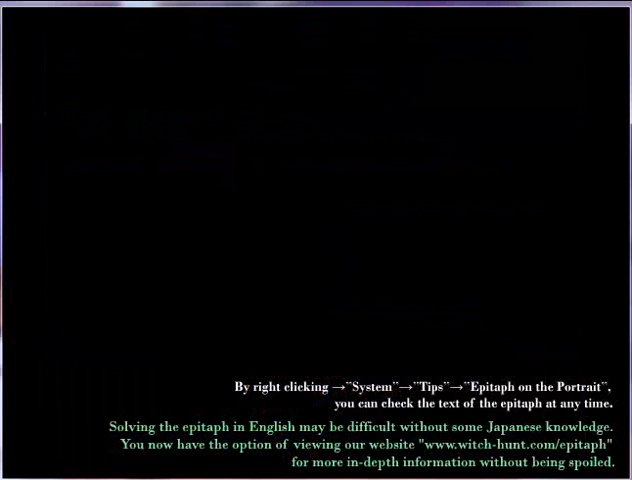 By right clicking →"System"→"Tips"→"Epitaph on the Portrait",
you can check the text of the epitaph at any time.
Solving the epitaph in English may be difficult without some Japanese knowledge.
You now have the option of viewing our website "www.witch-hunt.com/epitaph"
for more in-depth information without being spoiled.